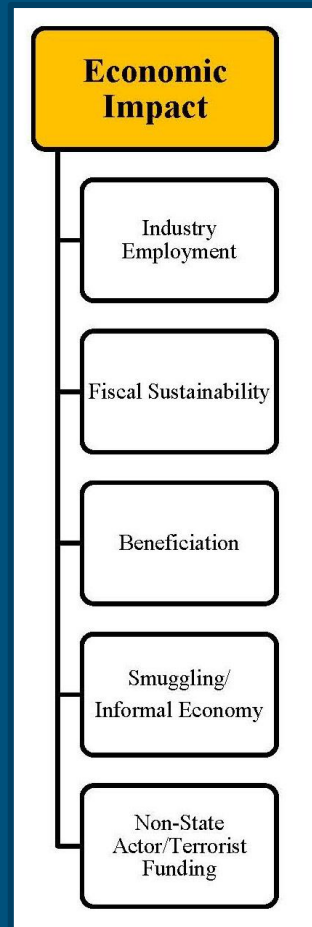 Economic
Impact
Industry
Employment
Fiscal Sustainability
Beneficiation
Smuggling/
Informal Economy
Non-State
Actor/Terrorist
Funding